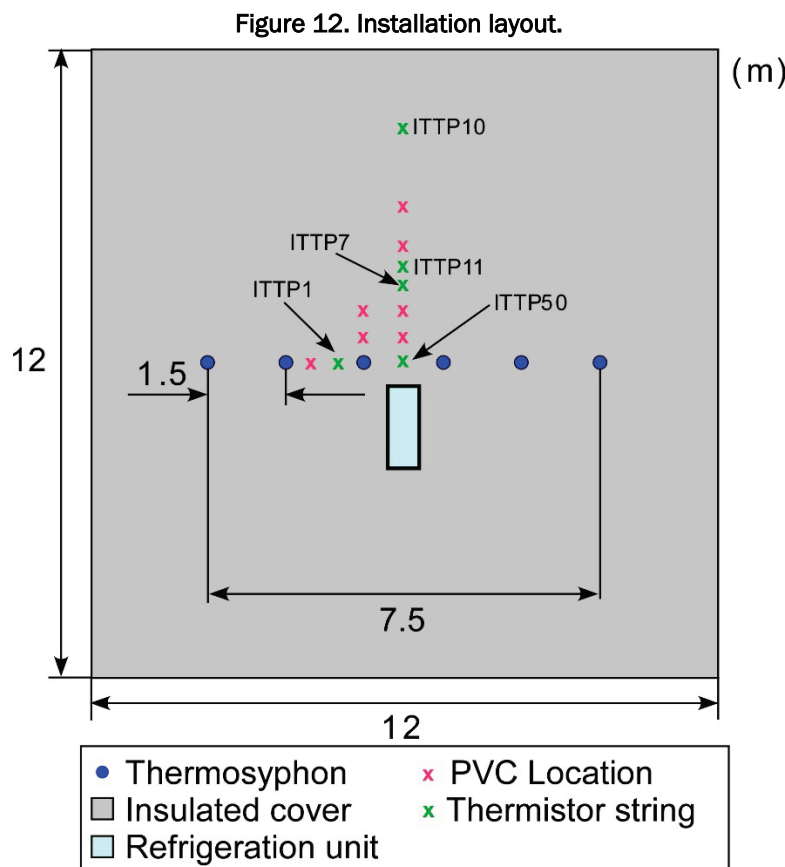 Figure 12. Installation layout.
(m)
x ITTP10
x
x
ITTP7
x ITTP11
x
ITTP1
x x
ITTP50
x x
x x x
12
1.5
7.5
12
Thermosyphon
x PVC Location
Insulated cover
x Thermistor string
Refrigeration unit